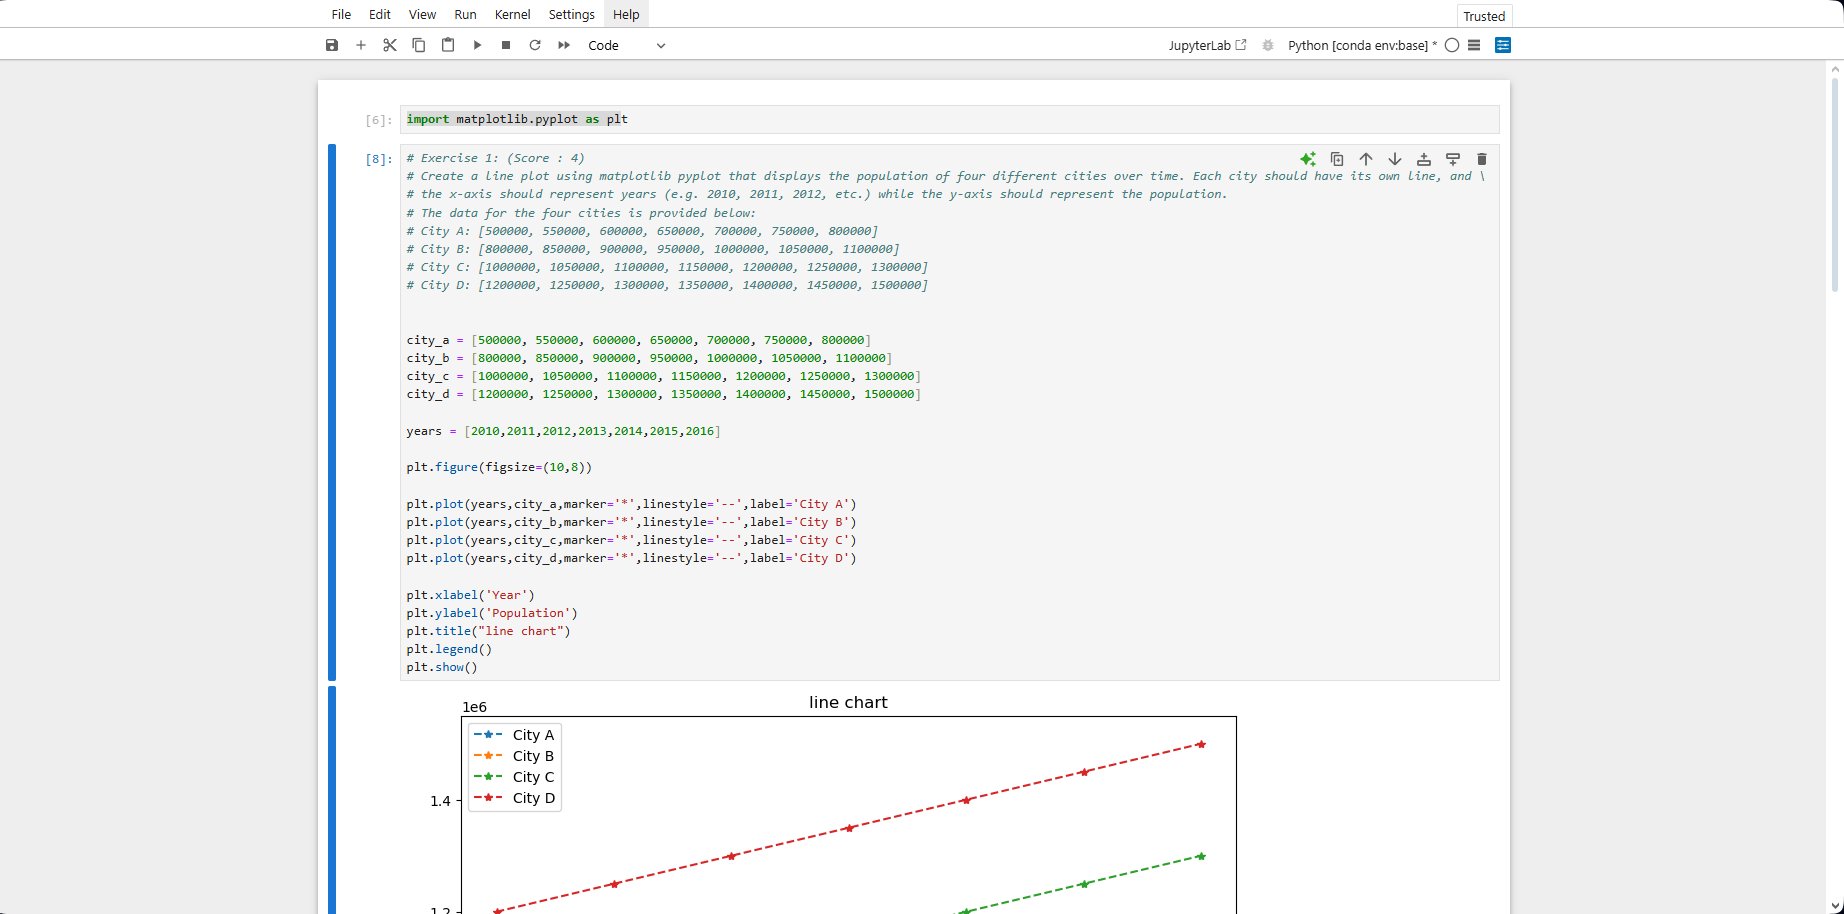 File Edit View Run Kernel Settings Help
Trusted
Code
JupyterLab
Python [conda env:base] *
[6]: import matplotlib.pyplot as plt
[8]: # Exercise 1: (Score : 4)
# Create a line plot using matplotlib pyplot that displays the population of four different cities over time. Each city should have its own line, and \
# the x-axis should represent years (e.g. 2010, 2011, 2012, etc.) while the y-axis should represent the population.
# The data for the four cities is provided below:
# City A: [500000, 550000, 600000, 650000, 700000, 750000, 800000]
# City B: [800000, 850000, 900000, 950000, 1000000, 1050000, 1100000]
# City C: [1000000, 1050000, 1100000, 1150000, 1200000, 1250000, 1300000]
# City D: [1200000, 1250000, 1300000, 1350000, 1400000, 1450000, 1500000]
city_a = [500000, 550000, 600000, 650000, 700000, 750000, 800000]
city_b = [800000, 850000, 900000, 950000, 1000000, 1050000, 1100000]
city_c = [1000000, 1050000, 1100000, 1150000, 1200000, 1250000, 1300000]
city_d = [1200000, 1250000, 1300000, 1350000, 1400000, 1450000, 1500000]
years = [2010,2011,2012,2013,2014,2015,2016]
plt.figure(figsize=(10,8))
plt.plot(years,city_a,marker='*',linestyle='--',label='City A')
plt.plot(years,city_b,marker='*',linestyle='--',label='City B')
plt.plot(years,city_c,marker='*',linestyle='--',label='City C')
plt.plot(years,city_d,marker='*',linestyle='--',label='City D')
plt.xlabel('Year')
plt.ylabel('Population')
plt.title("line chart")
plt.legend()
plt.show()
line chart
1e6
City A
City B
City C
City D
1.4
1.2